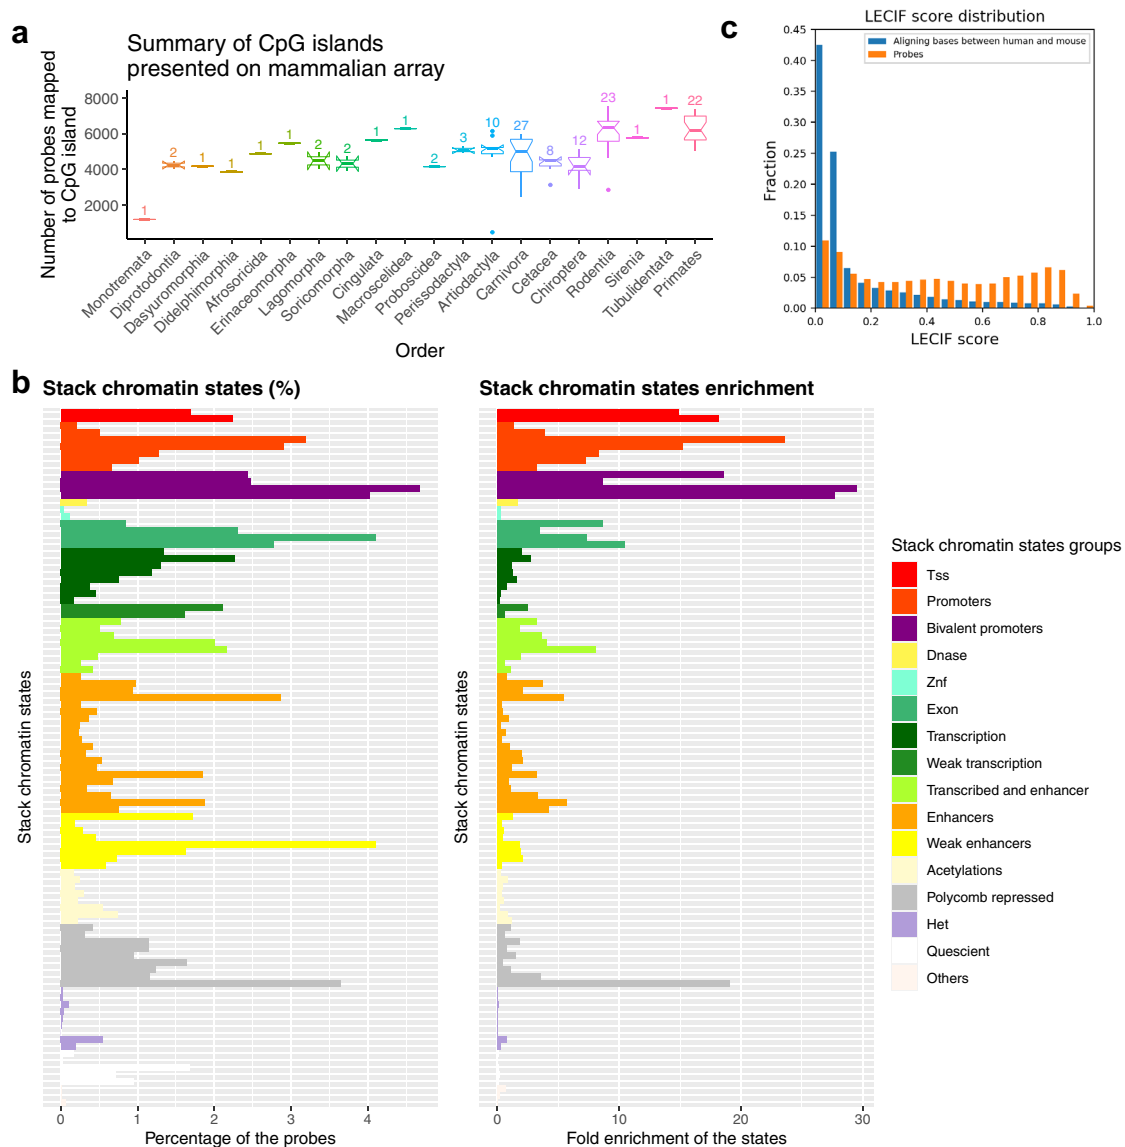 a
Summary of CpG islands
presented on mammalian array
Number of probes mapped
to CpG island
8000
6000
4000
2000
1
2
1
1
1
1
2
2
1
1
2
3
10
27
8
12
23
1
1
22
Monotremata
Diprotodontia
Dasyuromorphia
Didelphimorphia
Afrosoricida
Erinaceomorpha
Lagomorpha
Soricomorpha
Cingulata
Macroscelidea
Proboscidea
Perissodactyla
Artiodactyla
Carnivora
Cetacea
Chiroptera
Rodentia
Sirenia
Tubulidentata
Primates
Order
c
LECIF score distribution
Aligning bases between human and mouse
Probes
Fraction
0.45
0.40
0.35
0.30
0.25
0.20
0.15
0.10
0.05
0.00
0.0
0.2
0.4
0.6
0.8
1.0
LECIF score
b
Stack chromatin states (%)
Stack chromatin states
0
1
2
3
4
Percentage of the probes
Stack chromatin states enrichment
Stack chromatin states
0
10
20
30
Fold enrichment of the states
Stack chromatin states groups
Tss
Promoters
Bivalent promoters
Dnase
Znf
Exon
Transcription
Weak transcription
Transcribed and enhancer
Enhancers
Weak enhancers
Acetylations
Polycomb repressed
Het
Quescient
Others